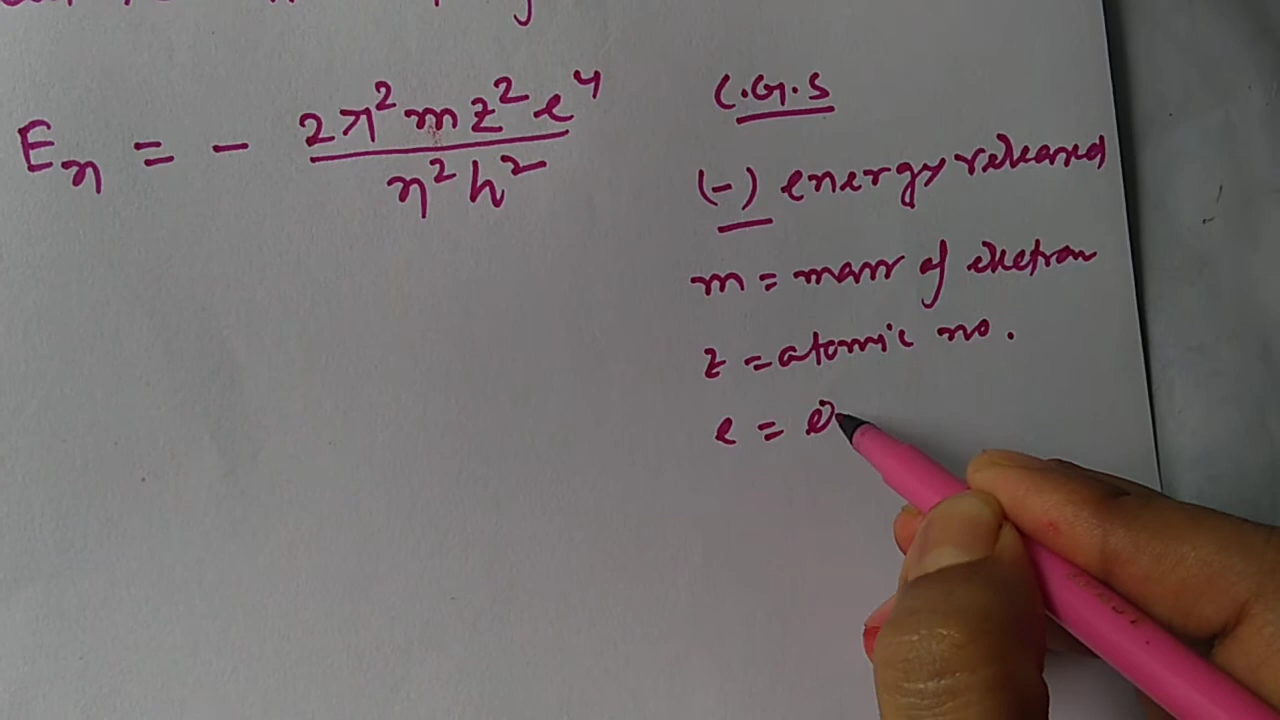 Eₙ = - 2π²mz²e⁴ / n²h²
C.G.S
(-) energy released
m = mass of electron
z = atomic no.
e = e